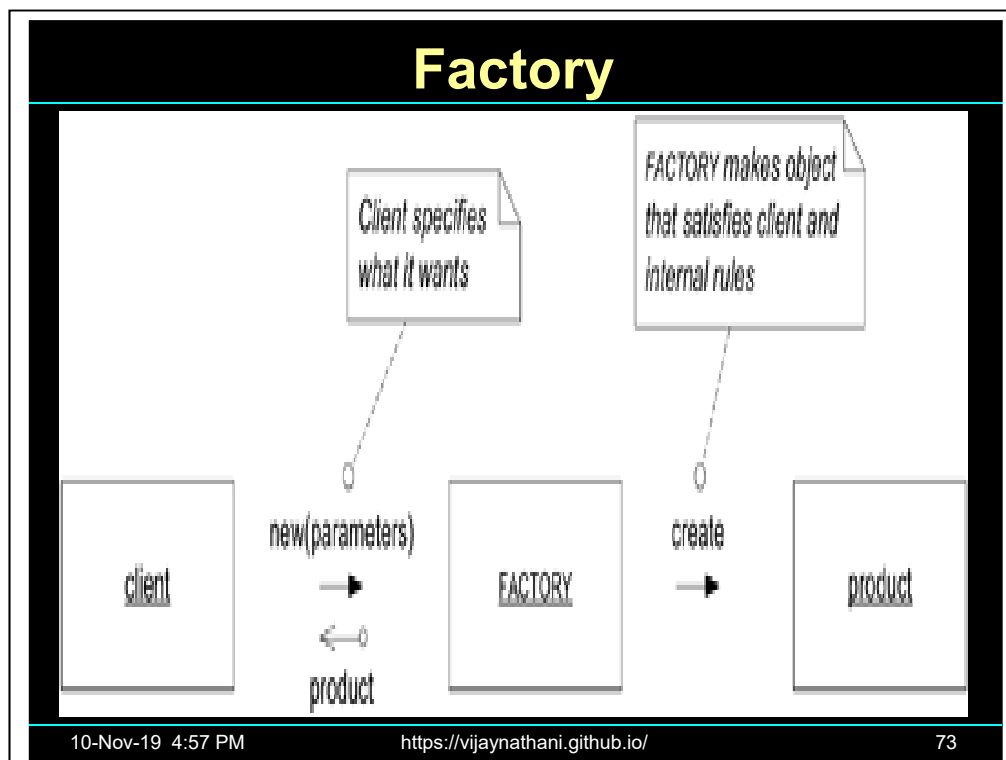 Factory
Client specifies
what it wants
FACTORY makes object
that satisfies client and
internal rules
new(parameters)
create
client
FACTORY
product
product
10-Nov-19 4:57 PM
https://vijaynathani.github.io/
73